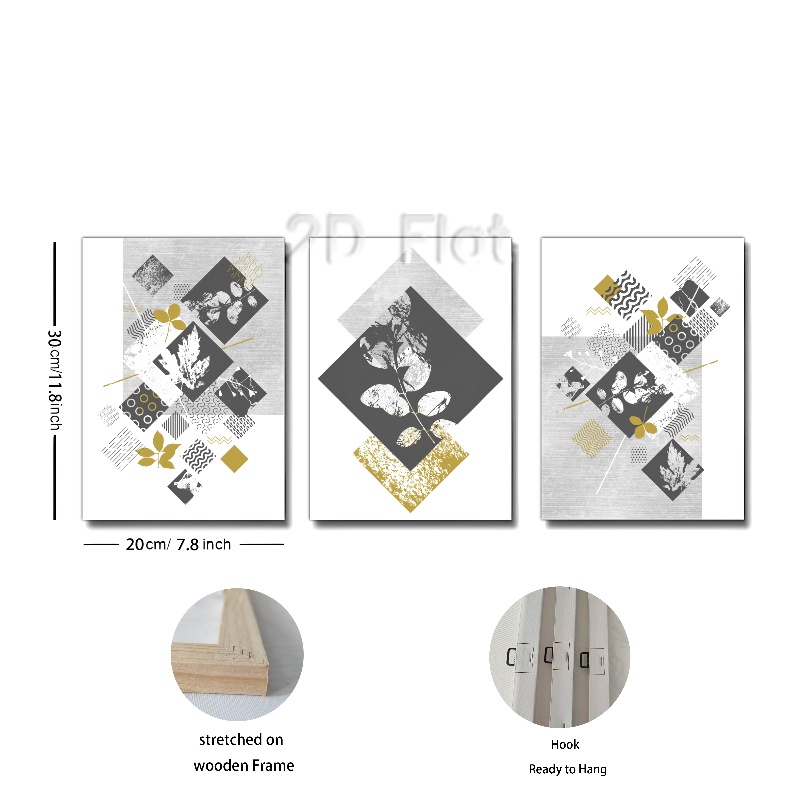 2D Flat
30cm/11.8inch
20cm/ 7.8 inch
stretched on
wooden Frame
Hook
Ready to Hang